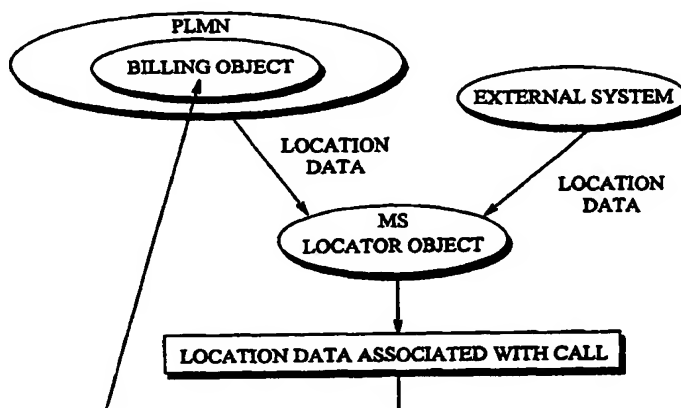 PLMN
BILLING OBJECT
EXTERNAL SYSTEM
LOCATION
DATA
LOCATION
DATA
MS
LOCATOR OBJECT
LOCATION DATA ASSOCIATED WITH CALL